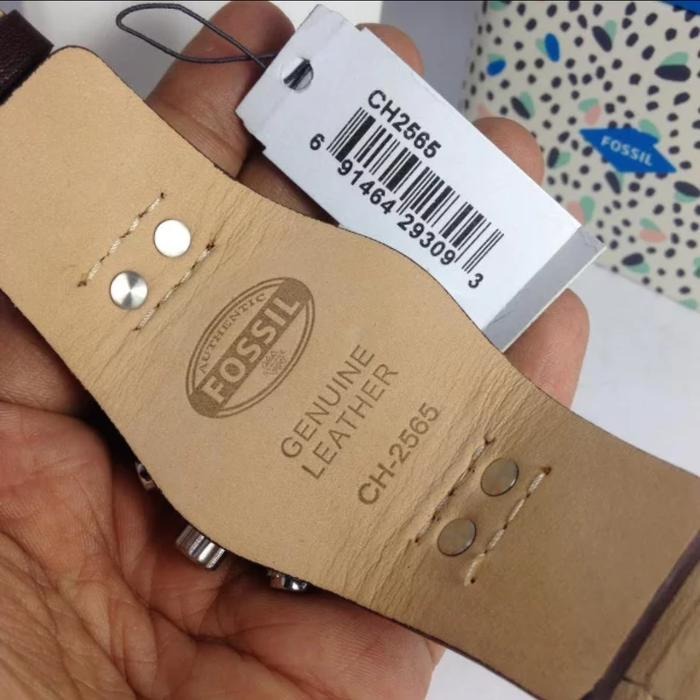 CH2565
6 91464 29309 3
FOSSIL
AUTHENTIC
FOSSIL
GENUINE
LEATHER
CH-2565